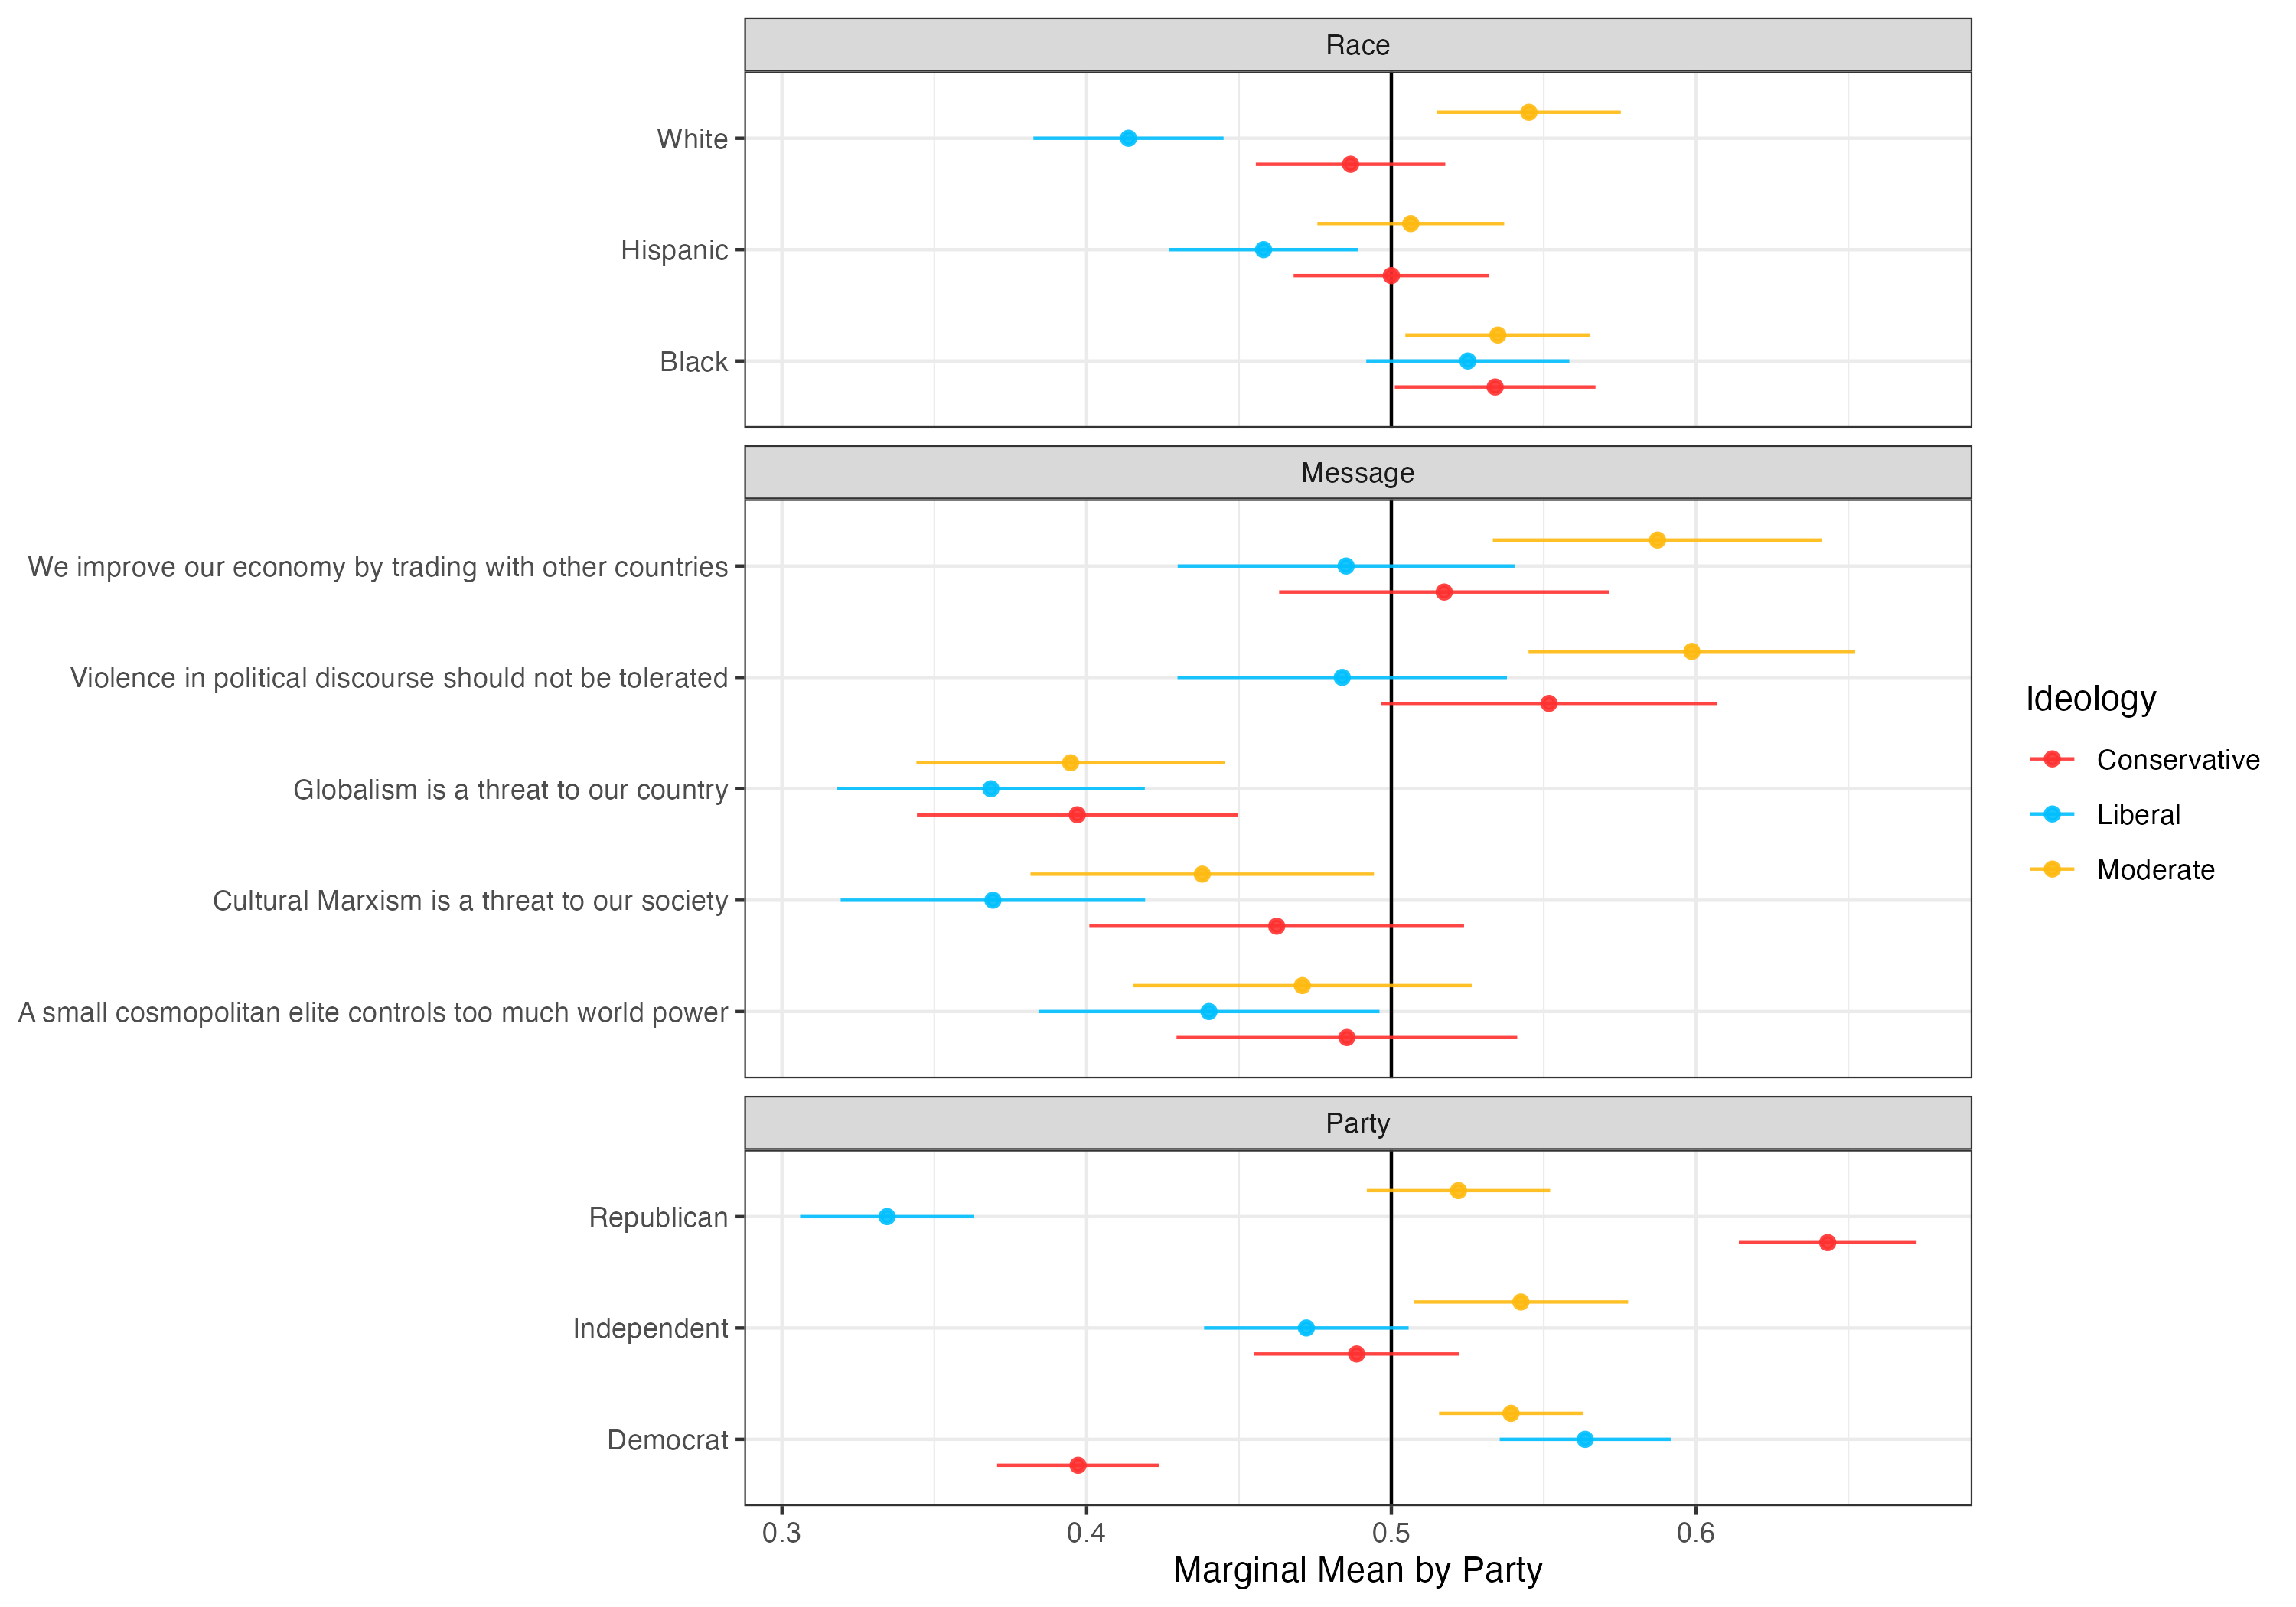 Race
White
Hispanic
Black
Message
We improve our economy by trading with other countries
Violence in political discourse should not be tolerated
Globalism is a threat to our country
Cultural Marxism is a threat to our society
A small cosmopolitan elite controls too much world power
Party
Republican
Independent
Democrat
0.3 0.4 0.5 0.6
Marginal Mean by Party
Ideology
Conservative
Liberal
Moderate